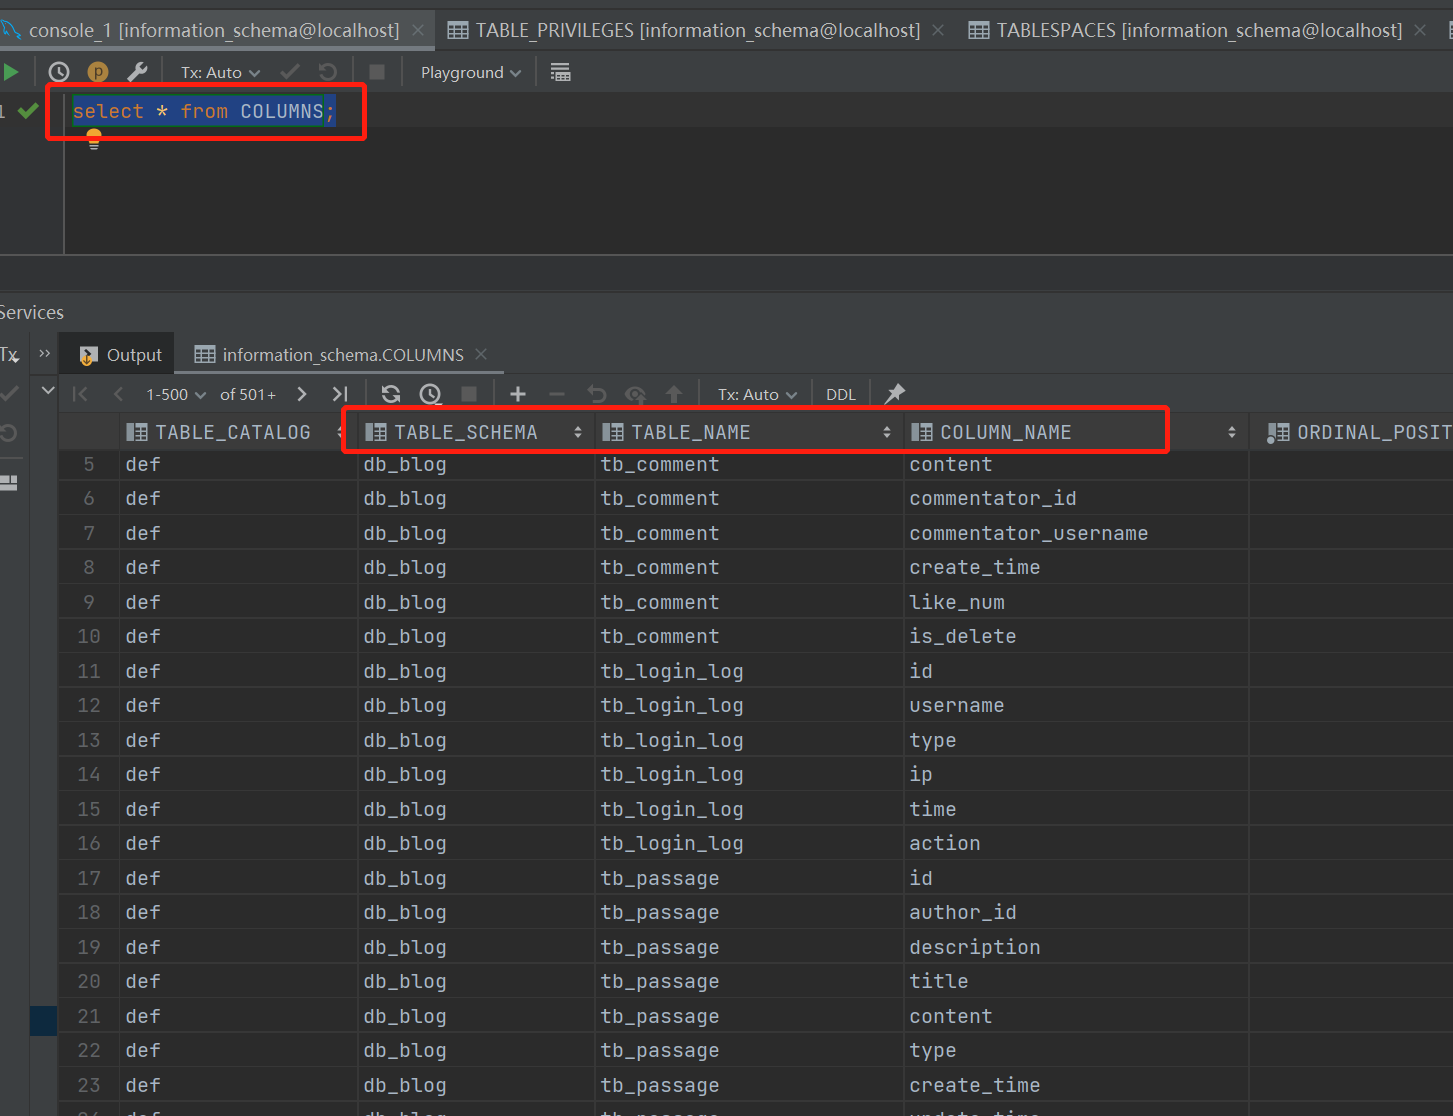 console_1 [information_schema@localhost] TABLE_PRIVILEGES [information_schema@localhost] TABLESPACES [information_schema@localhost]
p Tx: Auto Playground
1 select * from COLUMNS;
Services
Tx Output information_schema.COLUMNS
1-500 of 501+ Tx: Auto DDL
TABLE_CATALOG TABLE_SCHEMA TABLE_NAME COLUMN_NAME ORDINAL_POSIT
5 def db_blog tb_comment content
6 def db_blog tb_comment commentator_id
7 def db_blog tb_comment commentator_username
8 def db_blog tb_comment create_time
9 def db_blog tb_comment like_num
10 def db_blog tb_comment is_delete
11 def db_blog tb_login_log id
12 def db_blog tb_login_log username
13 def db_blog tb_login_log type
14 def db_blog tb_login_log ip
15 def db_blog tb_login_log time
16 def db_blog tb_login_log action
17 def db_blog tb_passage id
18 def db_blog tb_passage author_id
19 def db_blog tb_passage description
20 def db_blog tb_passage title
21 def db_blog tb_passage content
22 def db_blog tb_passage type
23 def db_blog tb_passage create_time